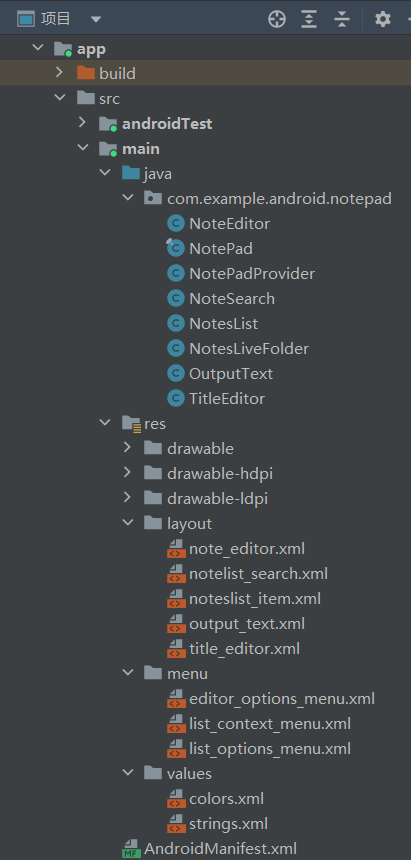 项目
app
build
src
androidTest
main
java
com.example.android.notepad
NoteEditor
NotePad
NotePadProvider
NoteSearch
NotesList
NotesLiveFolder
OutputText
TitleEditor
res
drawable
drawable-hdpi
drawable-ldpi
layout
note_editor.xml
notelist_search.xml
noteslist_item.xml
output_text.xml
title_editor.xml
menu
editor_options_menu.xml
list_context_menu.xml
list_options_menu.xml
values
colors.xml
strings.xml
AndroidManifest.xml